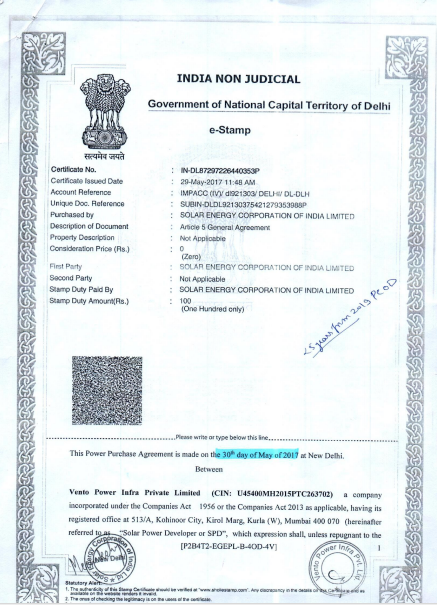 INDIA NON JUDICIAL
Government of National Capital Territory of Delhi
e-Stamp
सत्यमेव जयते
Certificate No. : IN-DL87297226440353P
Certificate Issued Date : 29-May-2017 11:48 AM
Account Reference : IMPACC (IV)/ dl921303/ DELHI/ DL-DLH
Unique Doc. Reference : SUBIN-DLDL92130375421279353988P
Purchased by : SOLAR ENERGY CORPORATION OF INDIA LIMITED
Description of Document : Article 5 General Agreement
Property Description : Not Applicable
Consideration Price (Rs.) : 0
(Zero)
First Party : SOLAR ENERGY CORPORATION OF INDIA LIMITED
Second Party : Not Applicable
Stamp Duty Paid By : SOLAR ENERGY CORPORATION OF INDIA LIMITED
Stamp Duty Amount(Rs.) : 100
(One Hundred only)
years from 2019
Please write or type below this line
This Power Purchase Agreement is made on the 30th day of May of 2017 at New Delhi.
Between
Vento Power Infra Private Limited (CIN: U45400MH2015PTC263702) a company
incorporated under the Companies Act 1956 or the Companies Act 2013 as applicable, having its
registered office at 513/A, Kohinoor City, Kirol Marg, Kurla (W), Mumbai 400 070 (hereinafter
referred to as "Solar Power Developer or SPD", which expression shall, unless repugnant to the
[P2B4T2-EGEPL-B-4OD-4V] 1
New Delhi
Vento Power Infra Pvt.
Statutory Alert:
1. The authenticity of this Stamp Certificate should be verified at "www.shcilestamp.com". Any discrepancy in the details on this Certificate and as
available on the website renders it invalid.
2. The onus of checking the legitimacy is on the users of the certificate.